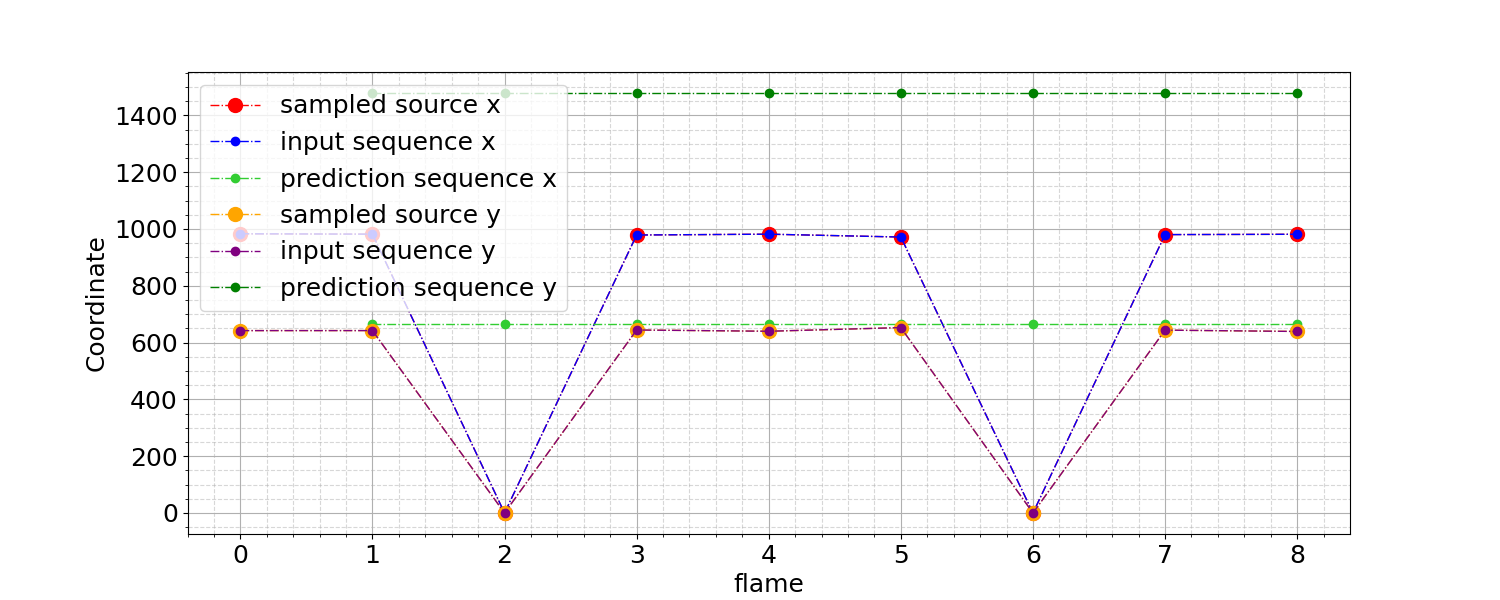 1400
1200
1000
800
600
400
200
0
Coordinate
sampled source x
input sequence x
prediction sequence x
sampled source y
input sequence y
prediction sequence y
0 1 2 3 4 5 6 7 8
flame